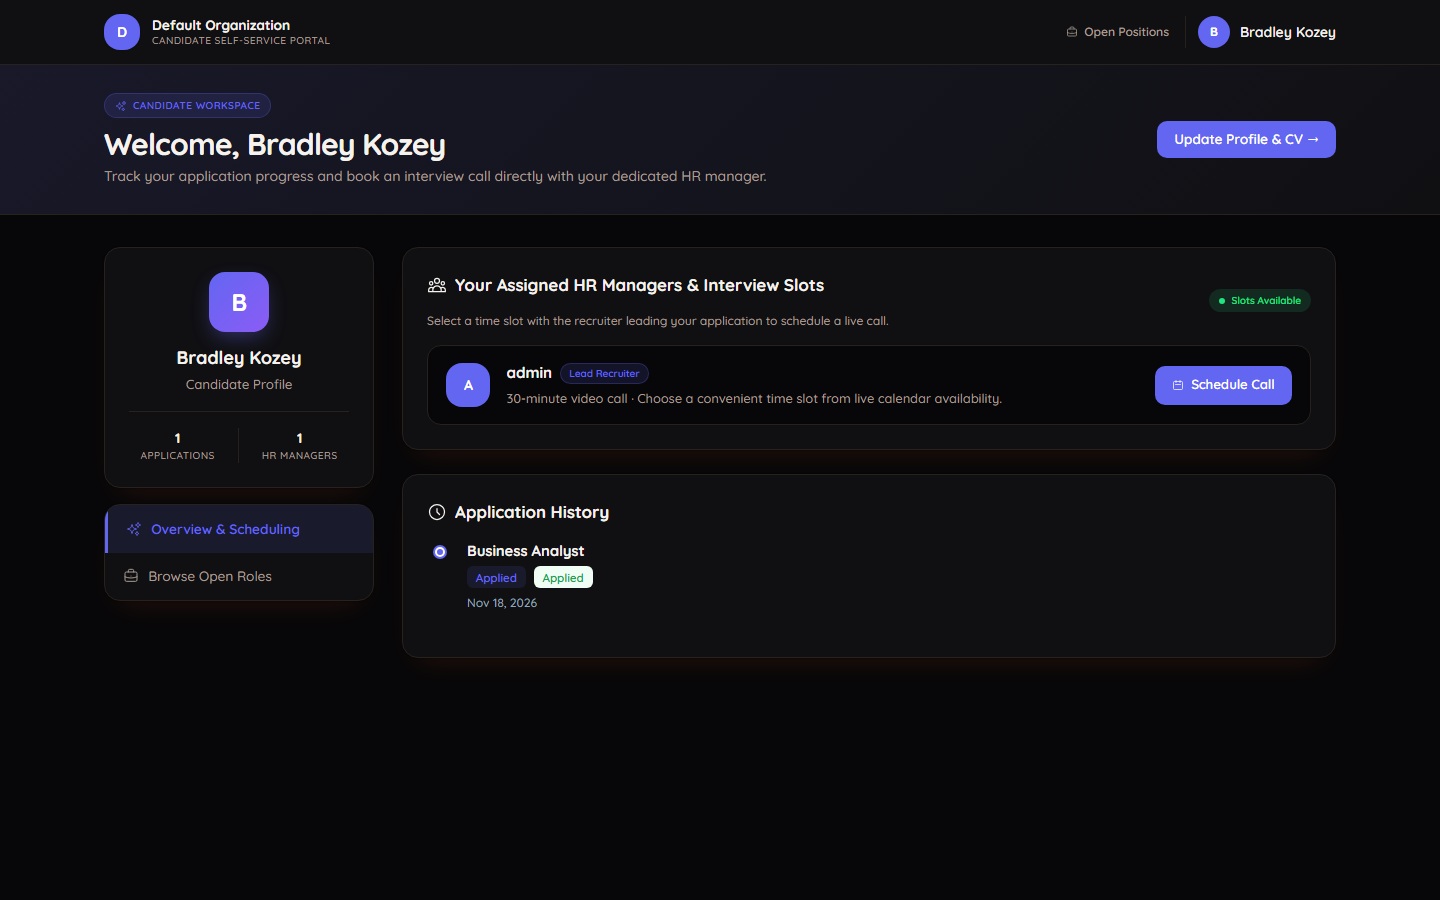 D
Default Organization
CANDIDATE SELF-SERVICE PORTAL
Open Positions
B
Bradley Kozey
CANDIDATE WORKSPACE
Welcome, Bradley Kozey
Track your application progress and book an interview call directly with your dedicated HR manager.
Update Profile & CV →
B
Bradley Kozey
Candidate Profile
1
APPLICATIONS
1
HR MANAGERS
Overview & Scheduling
Browse Open Roles
Your Assigned HR Managers & Interview Slots
Select a time slot with the recruiter leading your application to schedule a live call.
Slots Available
A
admin
Lead Recruiter
30-minute video call · Choose a convenient time slot from live calendar availability.
Schedule Call
Application History
Business Analyst
Applied
Applied
Nov 18, 2026